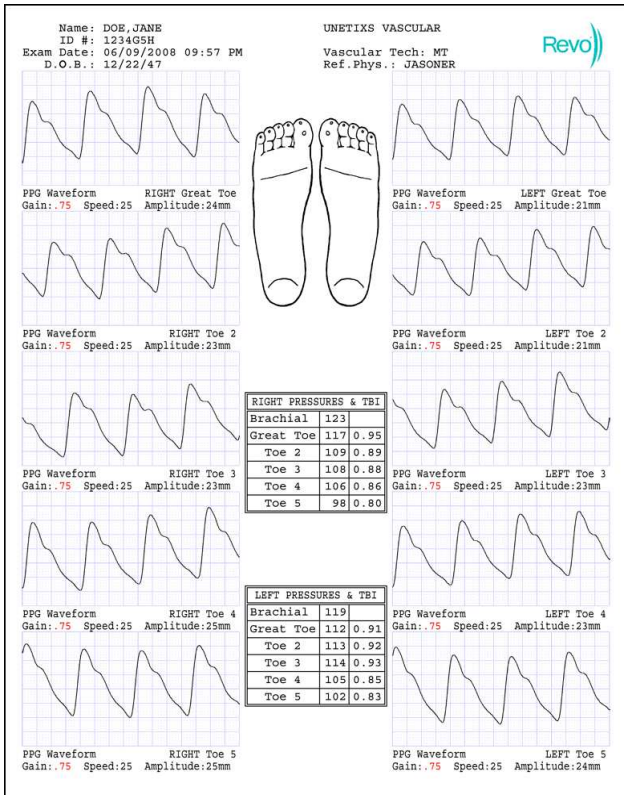 Name: DOE,JANE
ID #: 1234G5H
Exam Date: 06/09/2008 09:57 PM
D.O.B.: 12/22/47
UNETIXS VASCULAR
Vascular Tech: MT
Ref.Phys.: JASONER
Revo
PPG Waveform RIGHT Great Toe
Gain:.75 Speed:25 Amplitude:24mm
PPG Waveform LEFT Great Toe
Gain:.75 Speed:25 Amplitude:21mm
PPG Waveform RIGHT Toe 2
Gain:.75 Speed:25 Amplitude:23mm
PPG Waveform LEFT Toe 2
Gain:.75 Speed:25 Amplitude:21mm
PPG Waveform RIGHT Toe 3
Gain:.75 Speed:25 Amplitude:23mm
RIGHT PRESSURES & TBI
Brachial 123
Great Toe 117 0.95
Toe 2 109 0.89
Toe 3 108 0.88
Toe 4 106 0.86
Toe 5 98 0.80
PPG Waveform LEFT Toe 3
Gain:.75 Speed:25 Amplitude:23mm
PPG Waveform RIGHT Toe 4
Gain:.75 Speed:25 Amplitude:25mm
LEFT PRESSURES & TBI
Brachial 119
Great Toe 112 0.91
Toe 2 113 0.92
Toe 3 114 0.93
Toe 4 105 0.85
Toe 5 102 0.83
PPG Waveform LEFT Toe 4
Gain:.75 Speed:25 Amplitude:23mm
PPG Waveform RIGHT Toe 5
Gain:.75 Speed:25 Amplitude:25mm
PPG Waveform LEFT Toe 5
Gain:.75 Speed:25 Amplitude:24mm